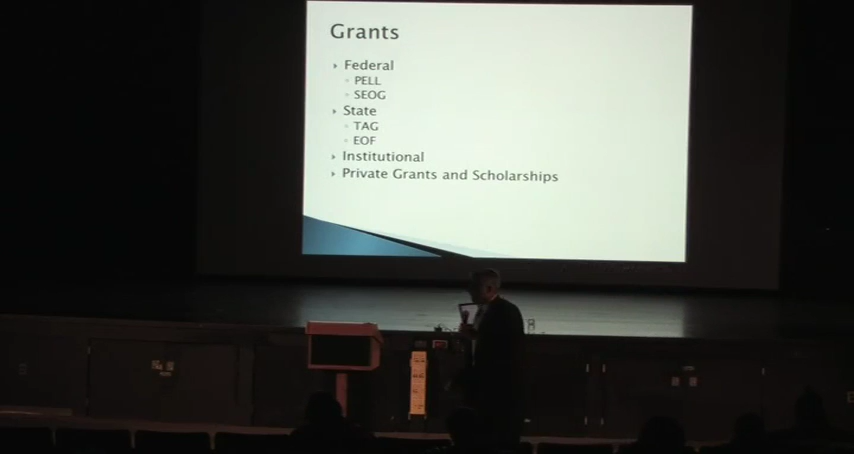 Grants
Federal
PELL
SEOG
State
TAG
EOF
Institutional
Private Grants and Scholarships